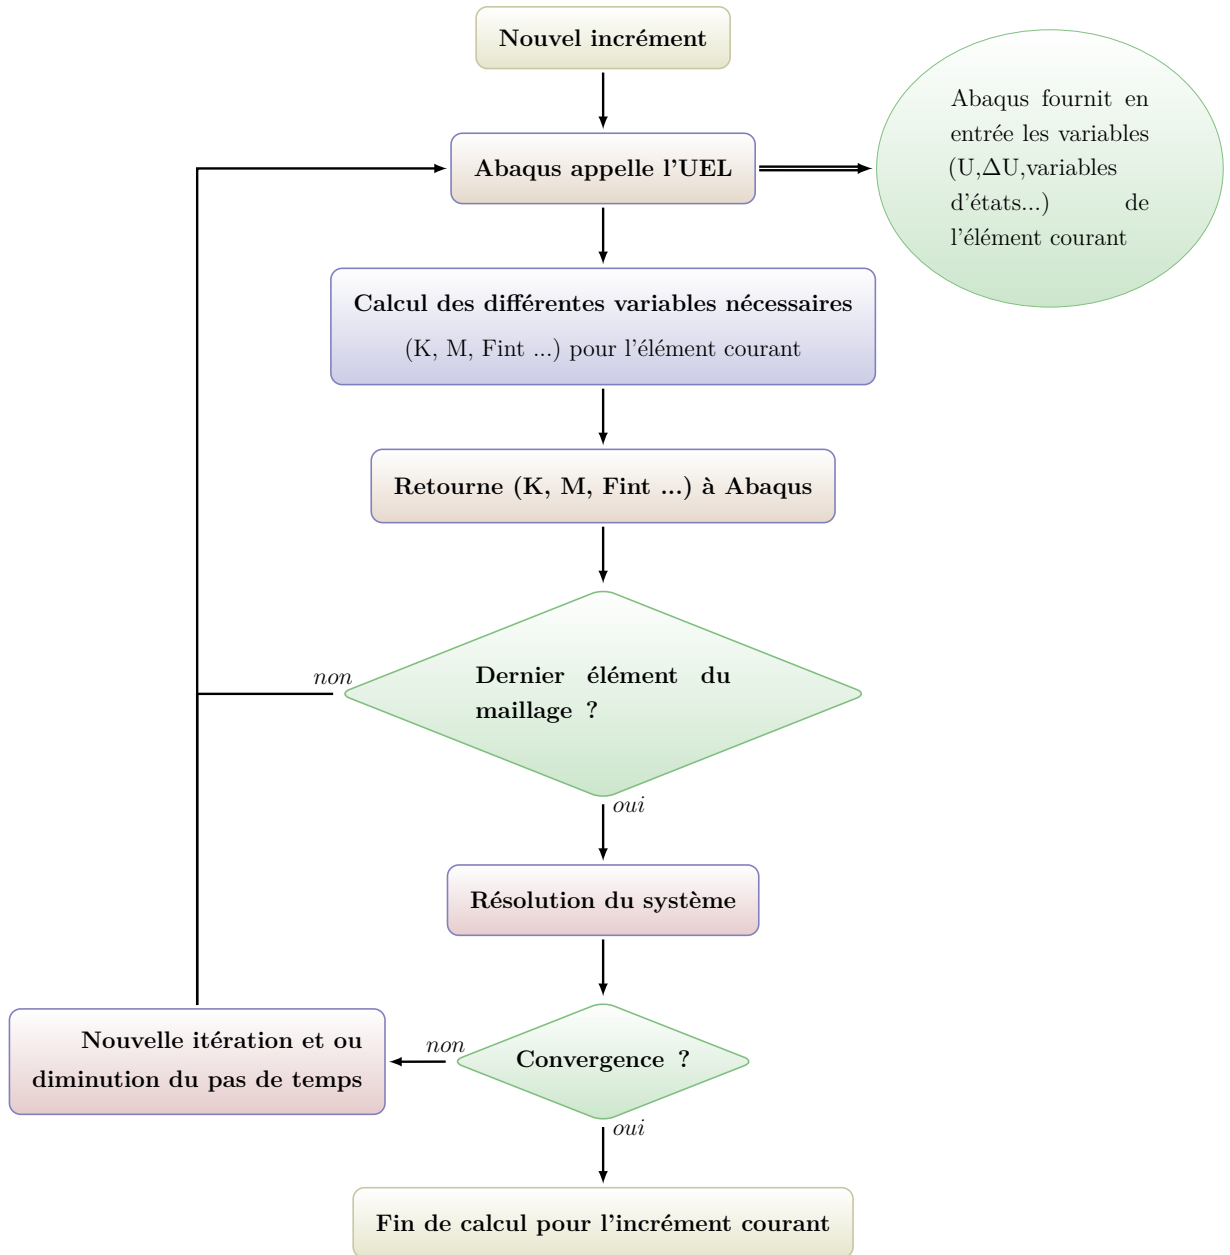 Nouvel incrément
Abaqus appelle l'UEL
Abaqus fournit en
entrée les variables
(U,ΔU,variables
d'états...) de
l'élément courant
Calcul des différentes variables nécessaires
(K, M, Fint ...) pour l'élément courant
Retourne (K, M, Fint ...) à Abaqus
Dernier élément du
maillage ?
non
oui
Résolution du système
Convergence ?
non
Nouvelle itération et ou
diminution du pas de temps
oui
Fin de calcul pour l'incrément courant